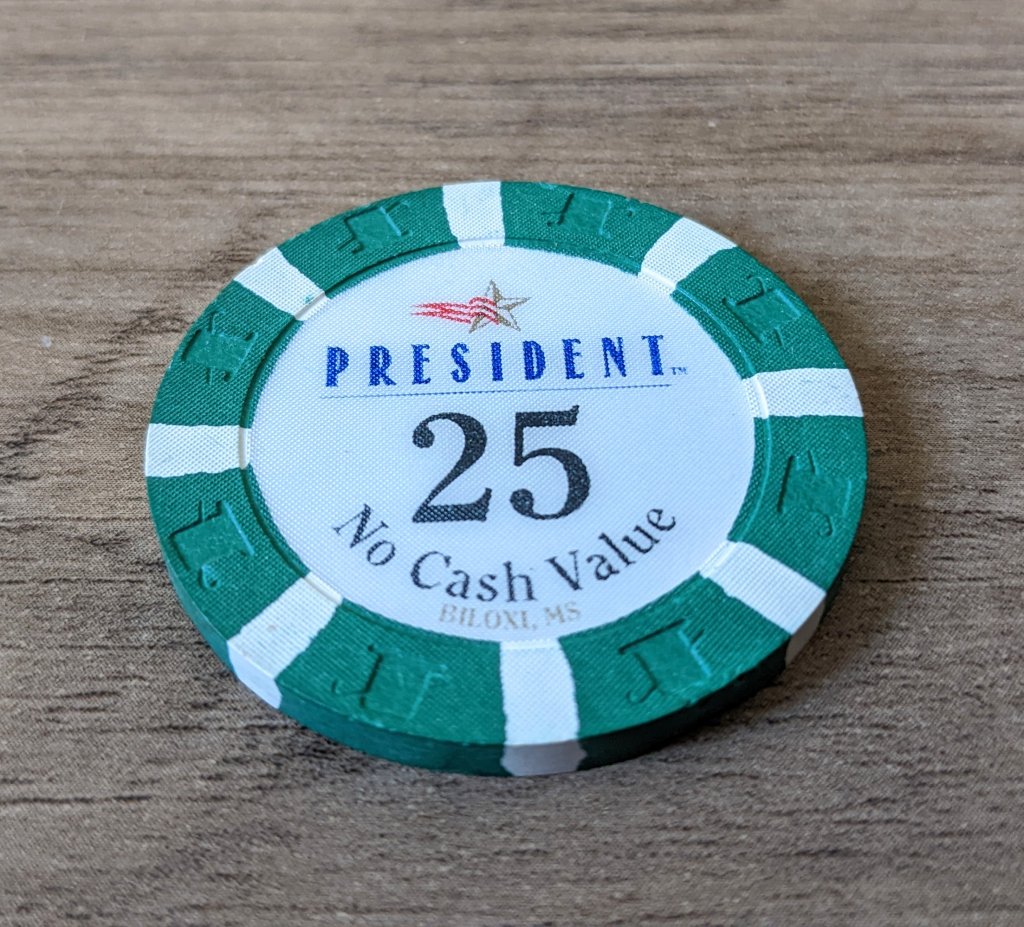 PRESIDENT™
25
No Cash Value
BILOXI, MS